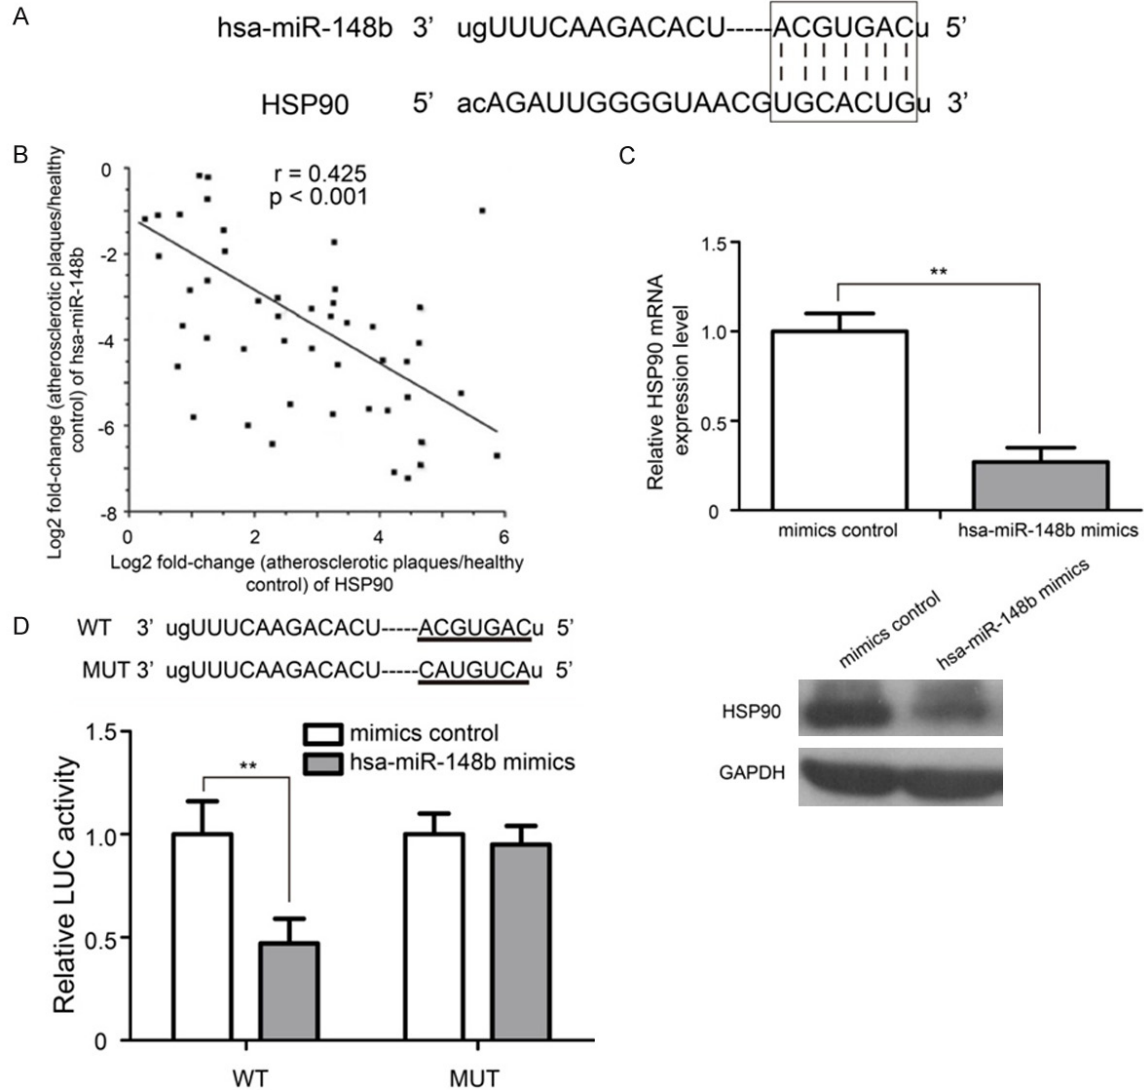 A
hsa-miR-148b 3’ ugUUUCAAGACACU-----ACGUGACu 5’
HSP90 5’ acAGAUUGGGGUAACGUGCACUGu 3’
B
r = 0.425
p < 0.001
0
-2
-4
-6
-8
0 2 4 6
Log2 fold-change (atherosclerotic plaques/healthy
control) of hsa-miR-148b
Log2 fold-change (atherosclerotic plaques/healthy
control) of HSP90
C
Relative HSP90 mRNA
expression level
1.5
1.0
0.5
0
**
mimics control hsa-miR-148b mimics
mimics control hsa-miR-148b mimics
HSP90
GAPDH
D
WT 3’ ugUUUCAAGACACU-----ACGUGACu 5’
MUT 3’ ugUUUCAAGACACU-----CAUGUCAu 5’
mimics control
hsa-miR-148b mimics
Relative LUC activity
1.5
1.0
0.5
0
**
WT MUT